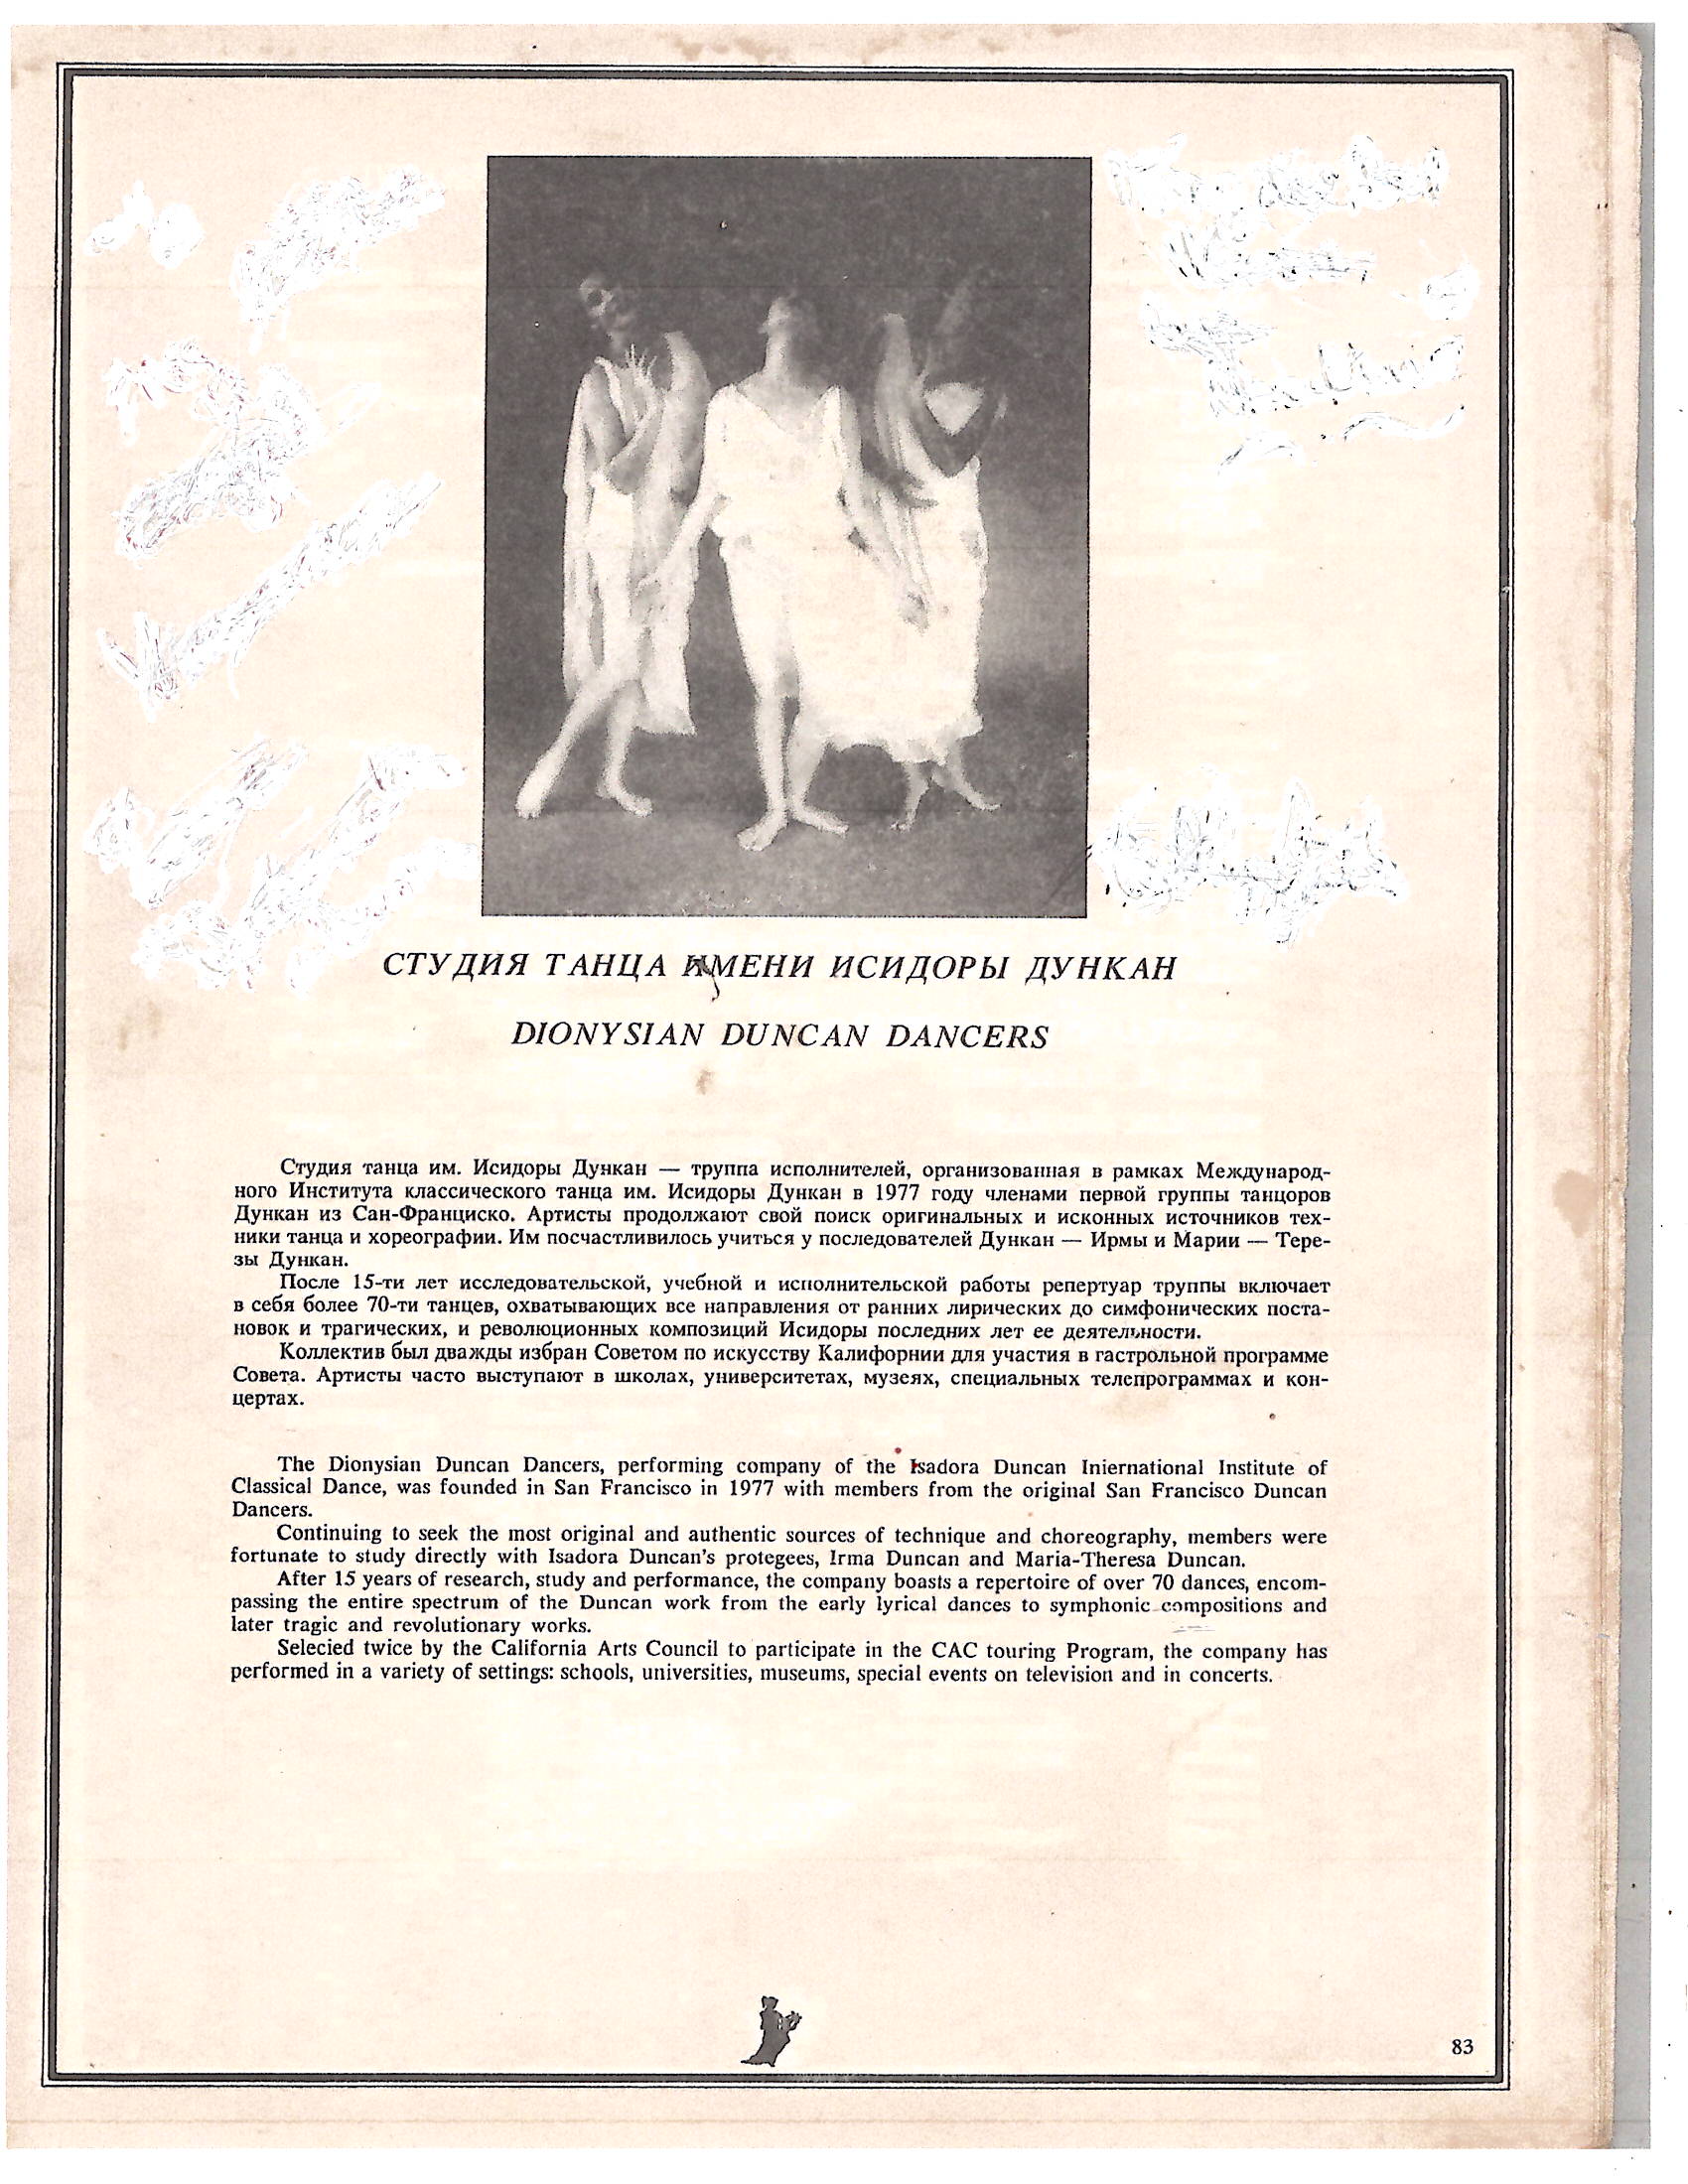 СТУДИЯ ТАНЦА ИМЕНИ ИСИДОРЫ ДУНКАН
DIONYSIAN DUNCAN DANCERS
Студия танца им. Исидоры Дункан — труппа исполнителей, организованная в рамках Международ-
ного Института классического танца им. Исидоры Дункан в 1977 году членами первой группы танцоров
Дункан из Сан-Франциско. Артисты продолжают свой поиск оригинальных и исконных источников тех-
ники танца и хореографии. Им посчастливилось учиться у последователей Дункан — Ирмы и Марии — Тере-
зы Дункан.
После 15-ти лет исследовательской, учебной и исполнительской работы репертуар труппы включает
в себя более 70-ти танцев, охватывающих все направления от ранних лирических до симфонических поста-
новок и трагических, и революционных композиций Исидоры последних лет ее деятельности.
Коллектив был дважды избран Советом по искусству Калифорнии для участия в гастрольной программе
Совета. Артисты часто выступают в школах, университетах, музеях, специальных телепрограммах и кон-
цертах.
The Dionysian Duncan Dancers, performing company of the Isadora Duncan Iniernational Institute of
Classical Dance, was founded in San Francisco in 1977 with members from the original San Francisco Duncan
Dancers.
Continuing to seek the most original and authentic sources of technique and choreography, members were
fortunate to study directly with Isadora Duncan's protegees, Irma Duncan and Maria-Theresa Duncan.
After 15 years of research, study and performance, the company boasts a repertoire of over 70 dances, encom-
passing the entire spectrum of the Duncan work from the early lyrical dances to symphonic compositions and
later tragic and revolutionary works.
Selecied twice by the California Arts Council to participate in the CAC touring Program, the company has
performed in a variety of settings: schools, universities, museums, special events on television and in concerts.
83